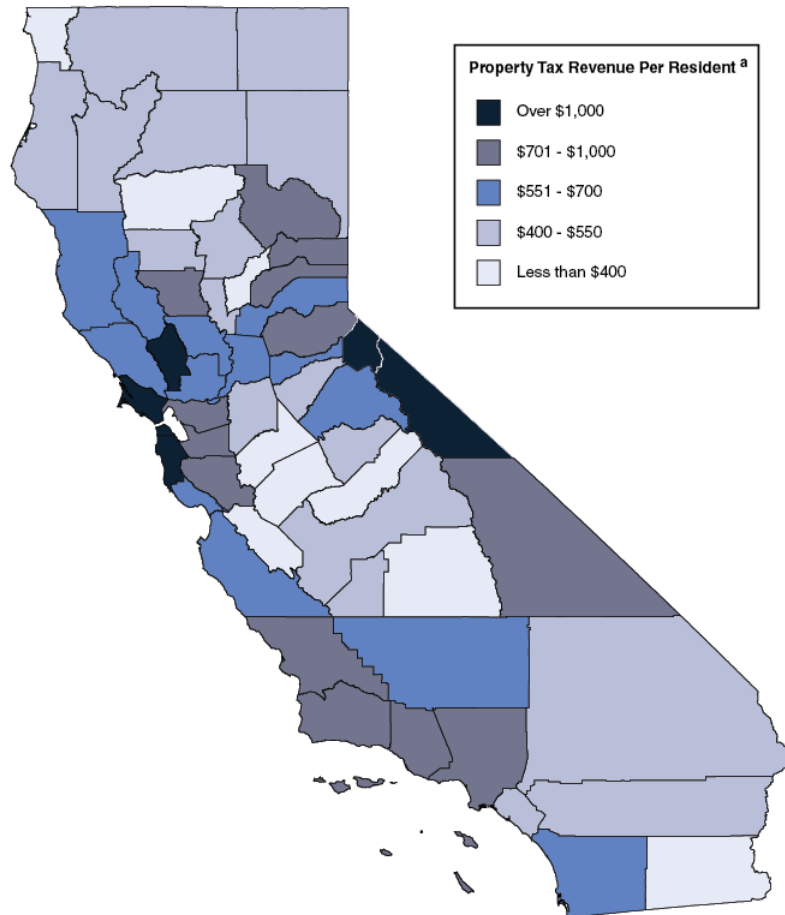 Property Tax Revenue Per Resident a
Over $1,000
$701 - $1,000
$551 - $700
$400 - $550
Less than $400